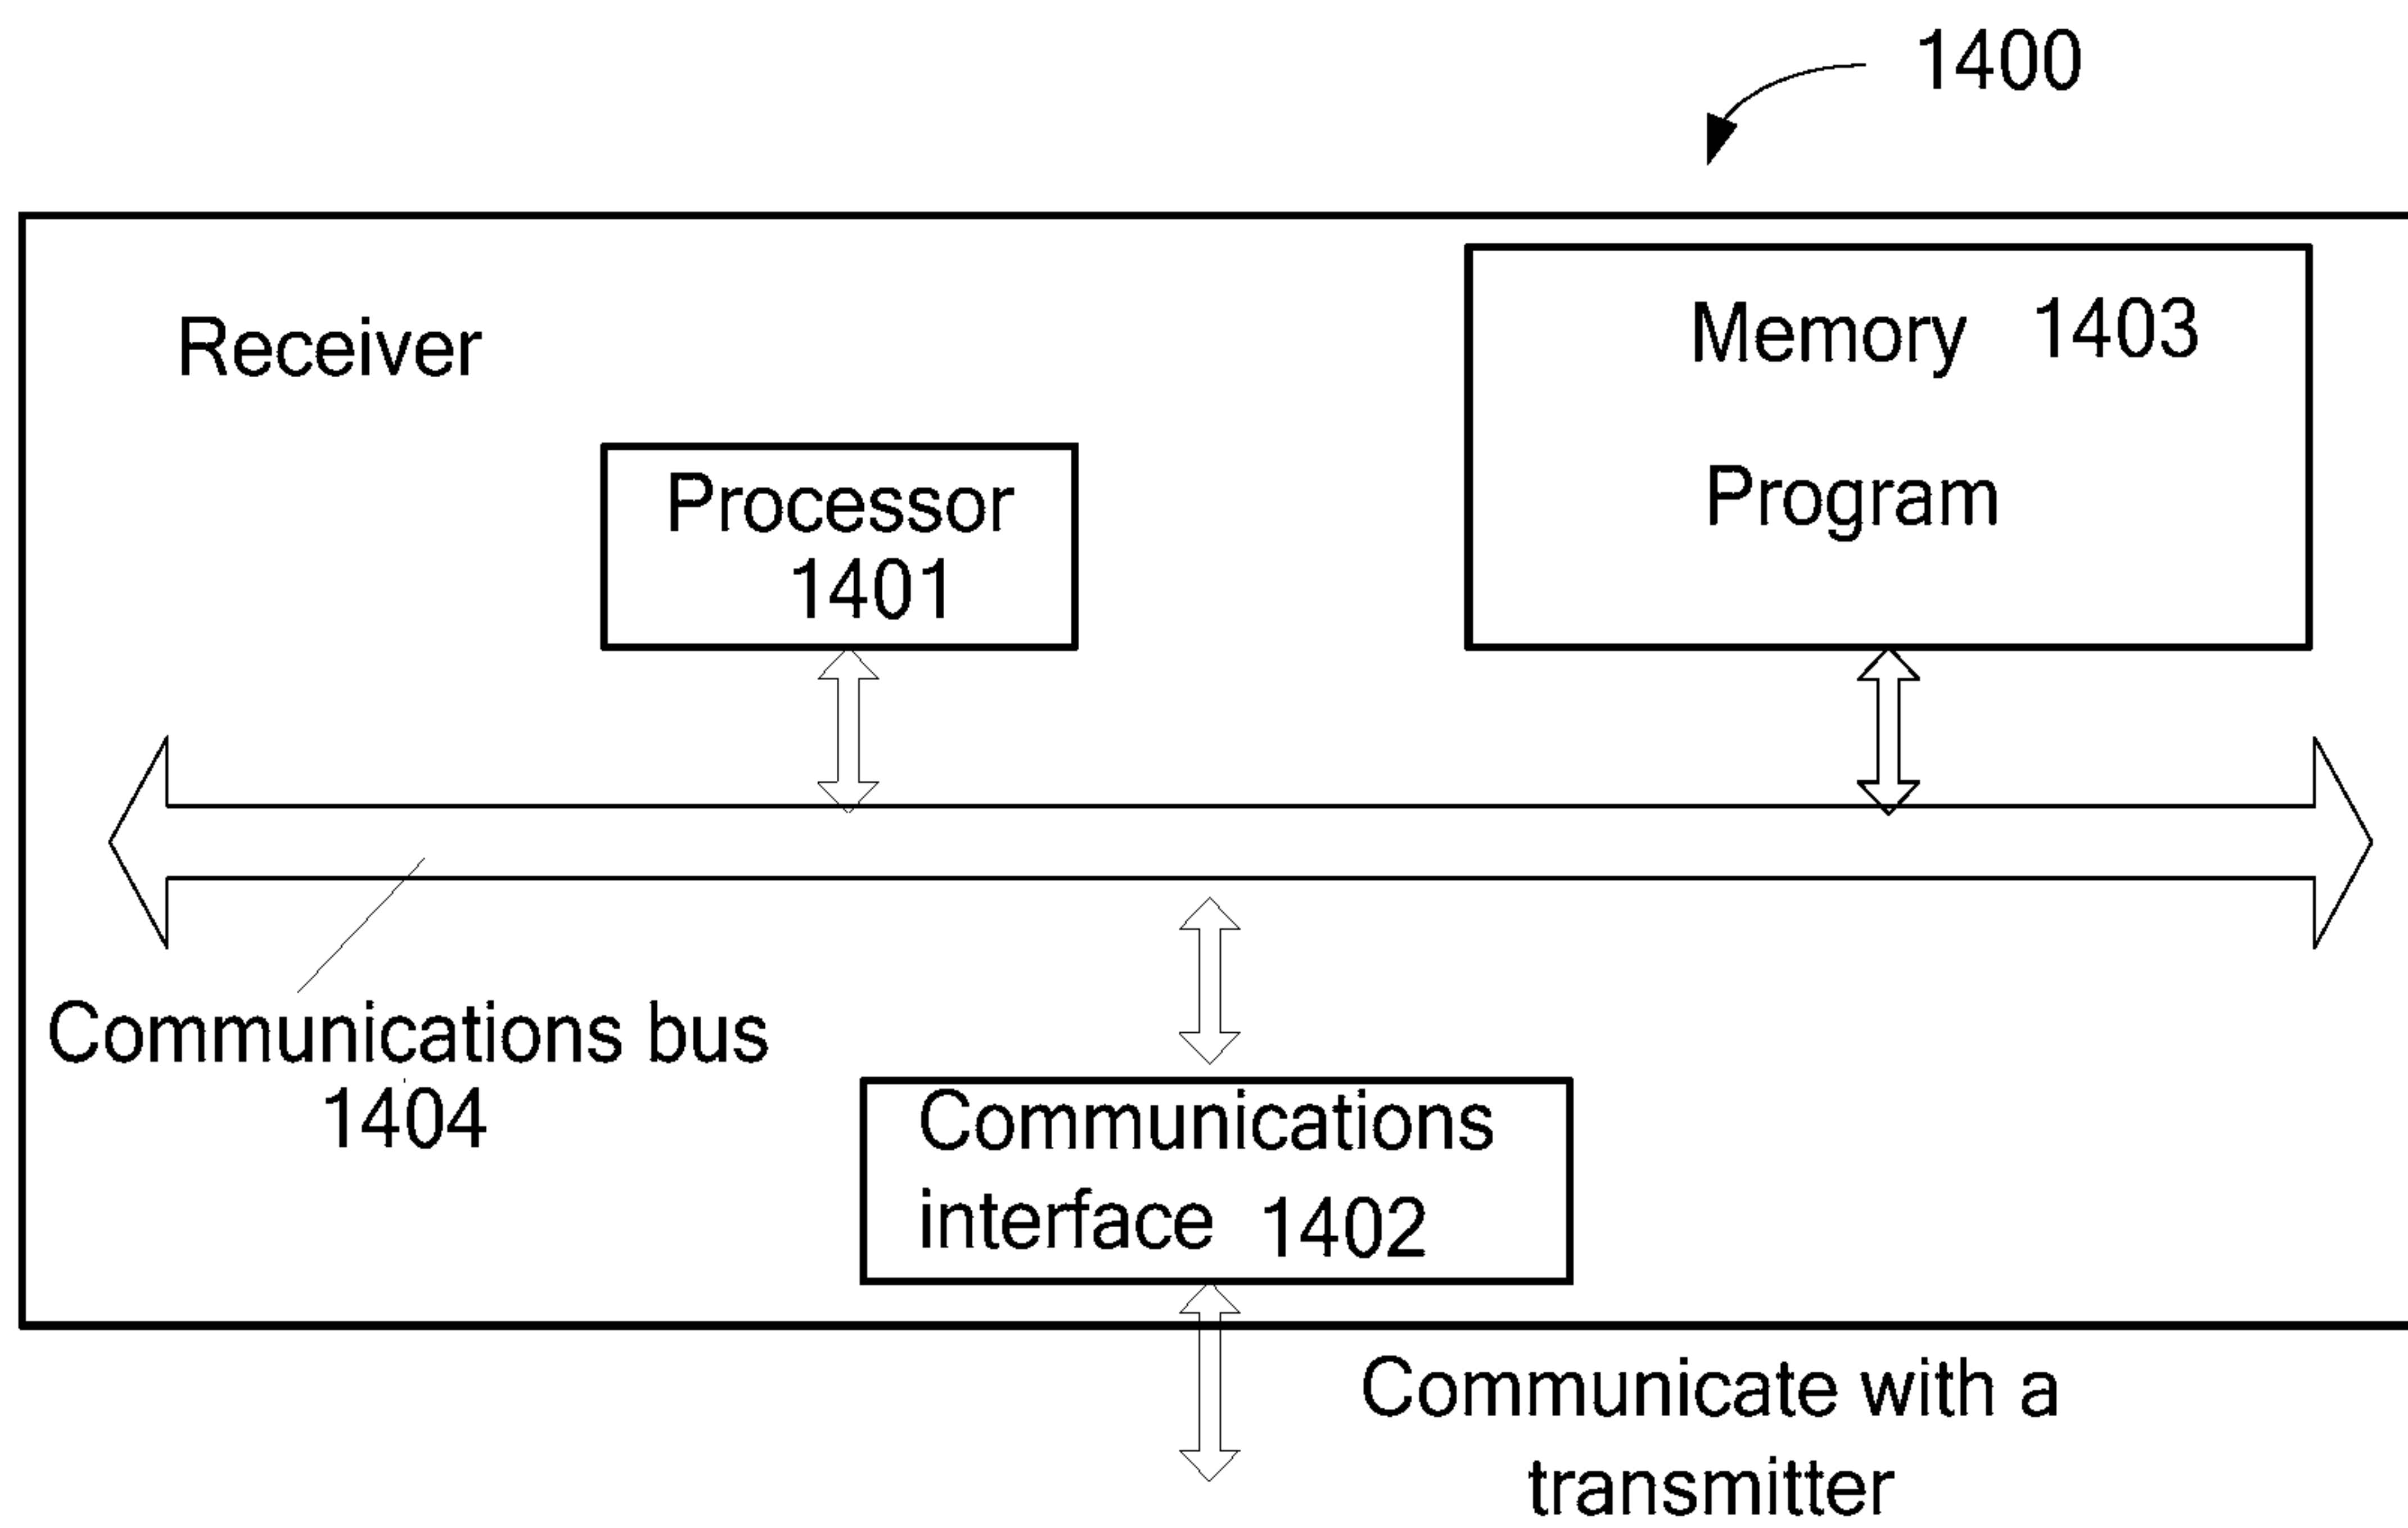 1400
Receiver
Memory 1403
Program
Processor
1401
Communications bus
1404
Communications
interface 1402
Communicate with a
transmitter